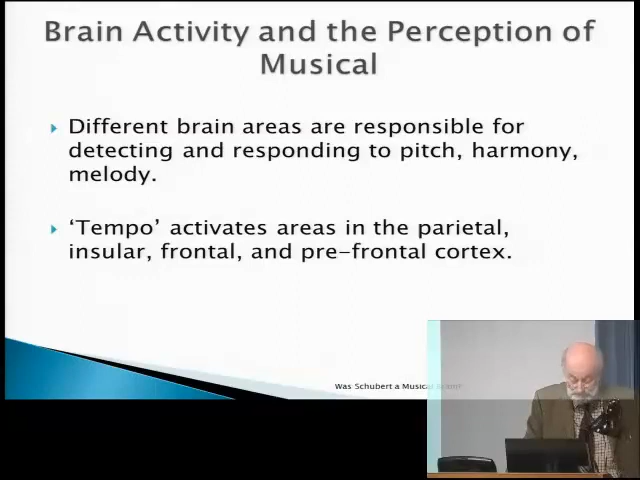 Brain Activity and the Perception of
Musical
Different brain areas are responsible for
detecting and responding to pitch, harmony,
melody.
‘Tempo’ activates areas in the parietal,
insular, frontal, and pre-frontal cortex.
Was Schubert a Musical